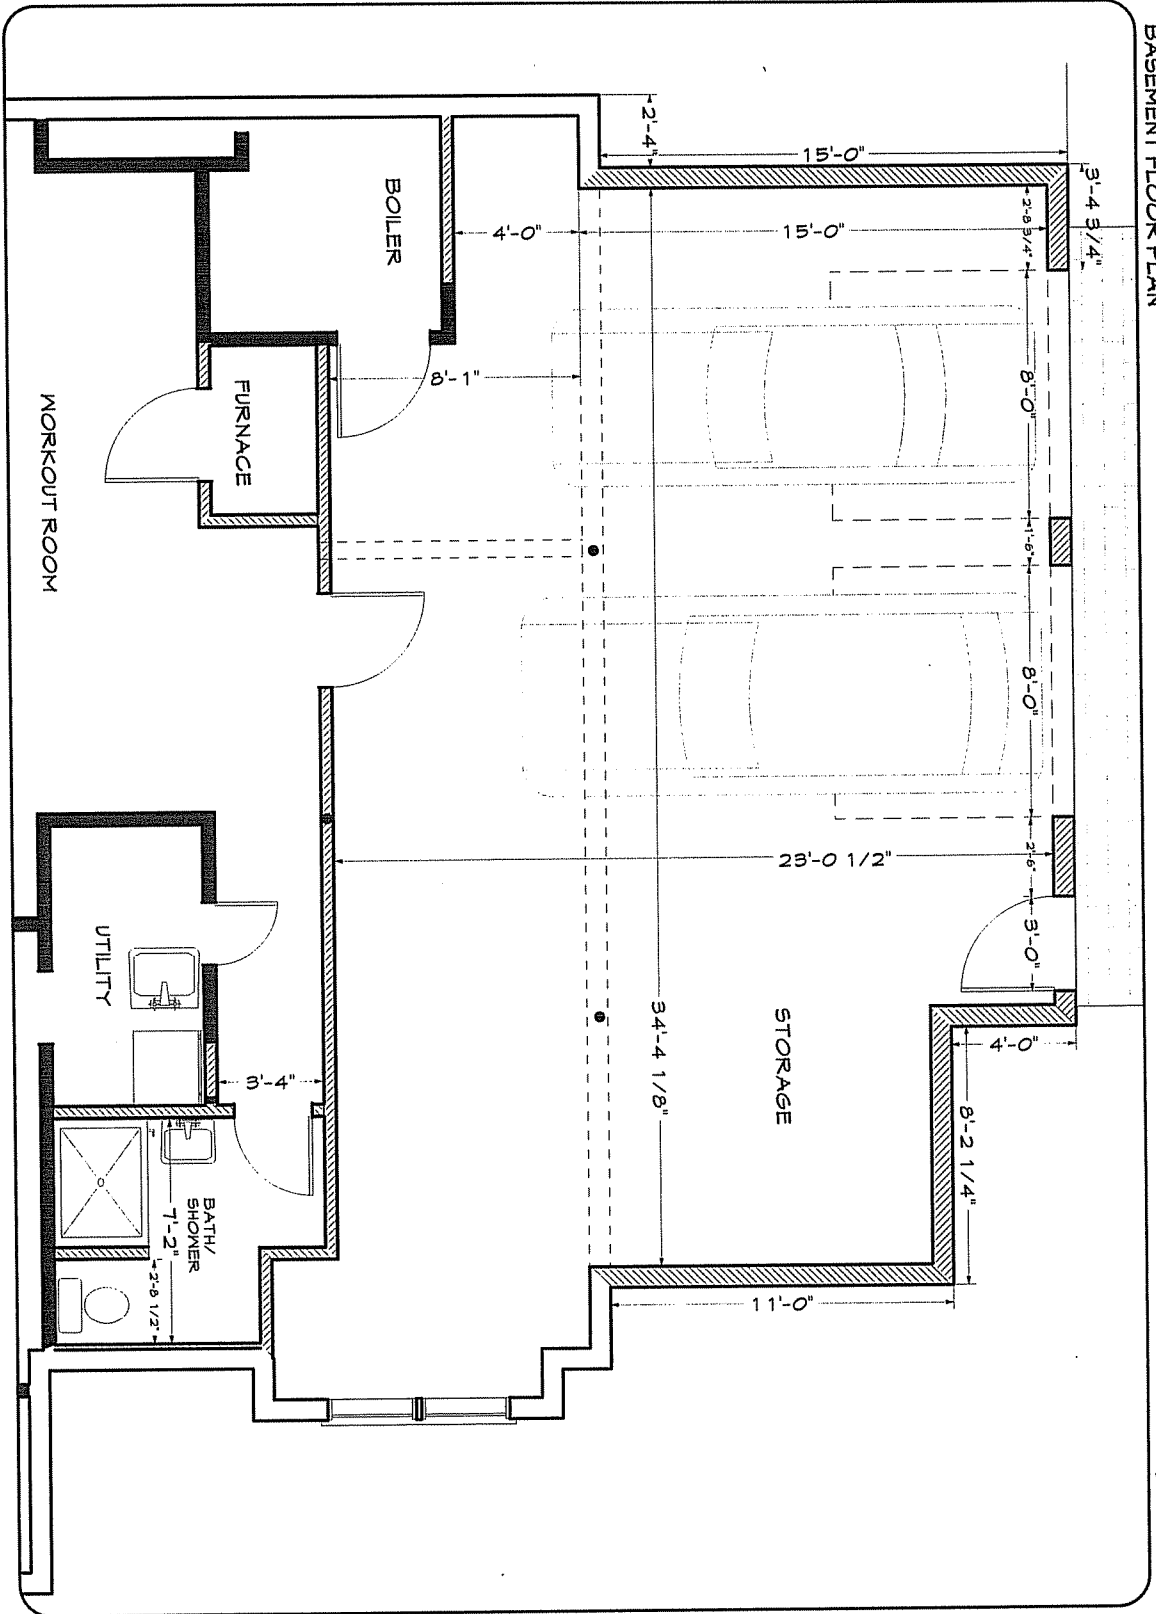 BASEMENT FLOOR PLAN
3'-4 3/4"
15'-0"
2'-4"
2'-8 3/4"
15'-0"
4'-0"
BOILER
8'-0"
8'-1"
FURNACE
WORKOUT ROOM
1'-6"
8'-0"
23'-0 1/2"
2'-6"
3'-0"
UTILITY
4'-0"
34'-4 1/8"
STORAGE
3'-4"
8'-2 1/4"
BATH/
SHOWER
7'-2"
2'-8 1/2"
11'-0"